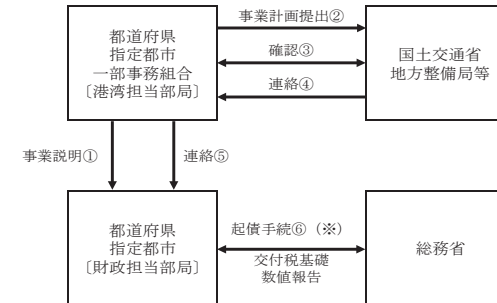 事業計画提出②
都道府県
指定都市
一部事務組合
〔港湾担当部局〕
確認③
国土交通省
地方整備局等
連絡④
事業説明①
連絡⑤
都道府県
指定都市
〔財政担当部局〕
起債手続⑥（※）
交付税基礎
数値報告
総務省